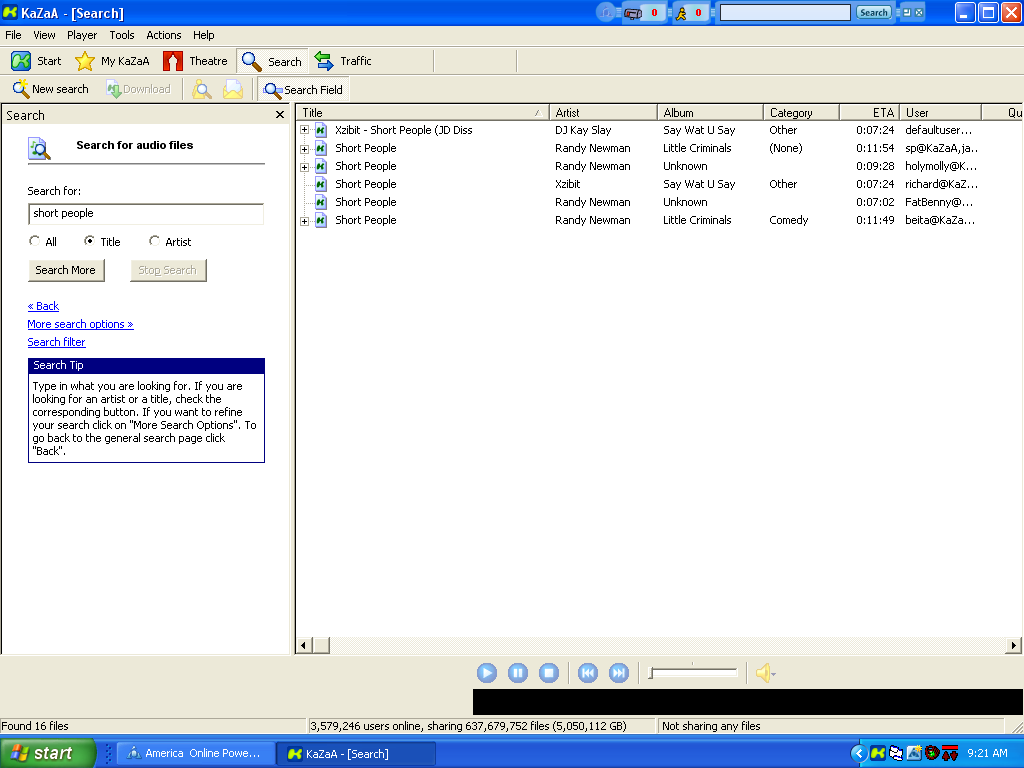 KaZaA - [Search]
0 0 Search
File View Player Tools Actions Help
Start My KaZaA Theatre Search Traffic
New search Download Search Field
Search
Search for audio files
Search for:
short people
All Title Artist
Search More Stop Search
« Back
More search options »
Search filter
Search Tip
Type in what you are looking for. If you are
looking for an artist or a title, check the
corresponding button. If you want to refine
your search click on "More Search Options". To
go back to the general search page click
"Back".
Title Artist Album Category ETA User Qu
Xzibit - Short People (JD Diss DJ Kay Slay Say Wat U Say Other 0:07:24 defaultuser...
Short People Randy Newman Little Criminals (None) 0:11:54 sp@KaZaA,ja...
Short People Randy Newman Unknown 0:09:28 holymolly@K...
Short People Xzibit Say Wat U Say Other 0:07:24 richard@KaZ...
Short People Randy Newman Unknown 0:07:02 FatBenny@...
Short People Randy Newman Little Criminals Comedy 0:11:49 beita@KaZa...
Found 16 files 3,579,246 users online, sharing 637,679,752 files (5,050,112 GB) Not sharing any files
start America Online Powe... KaZaA - [Search] 9:21 AM